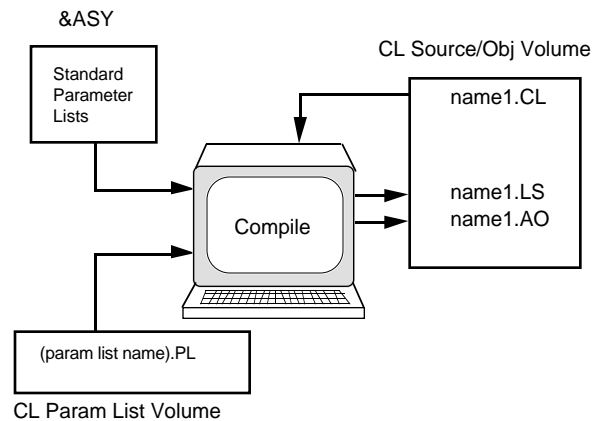 &ASY
Standard
Parameter
Lists
CL Source/Obj Volume
name1.CL
name1.LS
name1.AO
Compile
(param list name).PL
CL Param List Volume